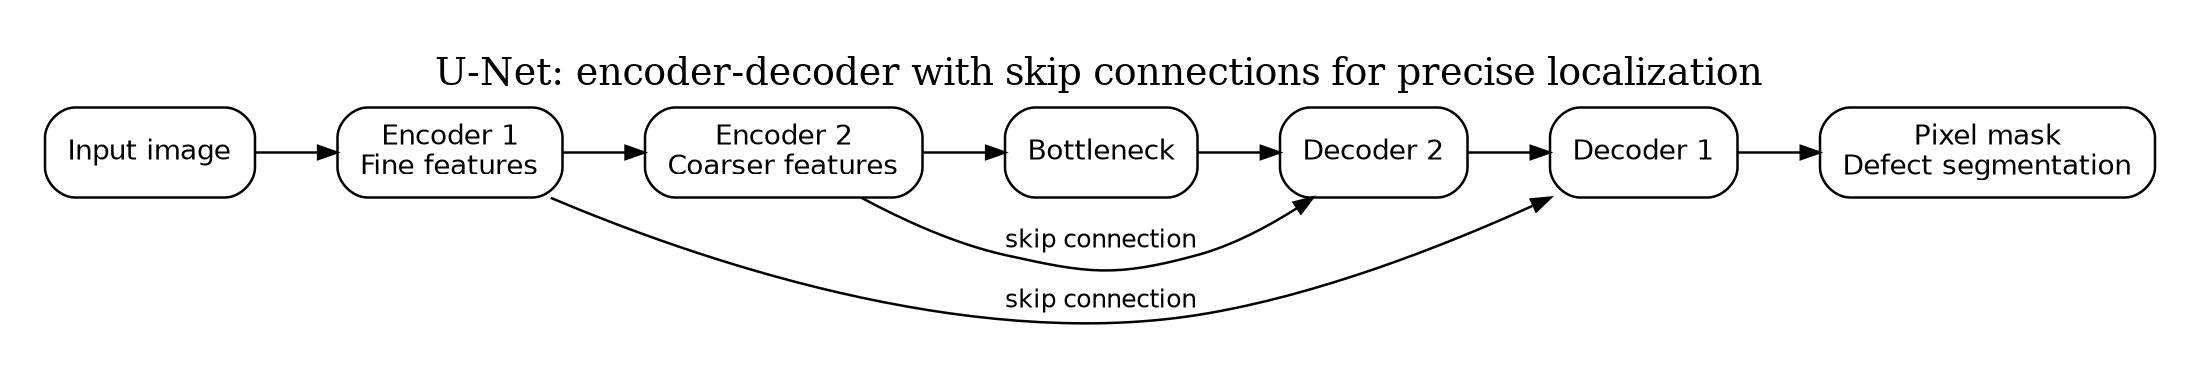 U-Net: encoder-decoder with skip connections for precise localization
Input image
Encoder 1
Fine features
Encoder 2
Coarser features
Bottleneck
Decoder 2
Decoder 1
Pixel mask
Defect segmentation
skip connection
skip connection